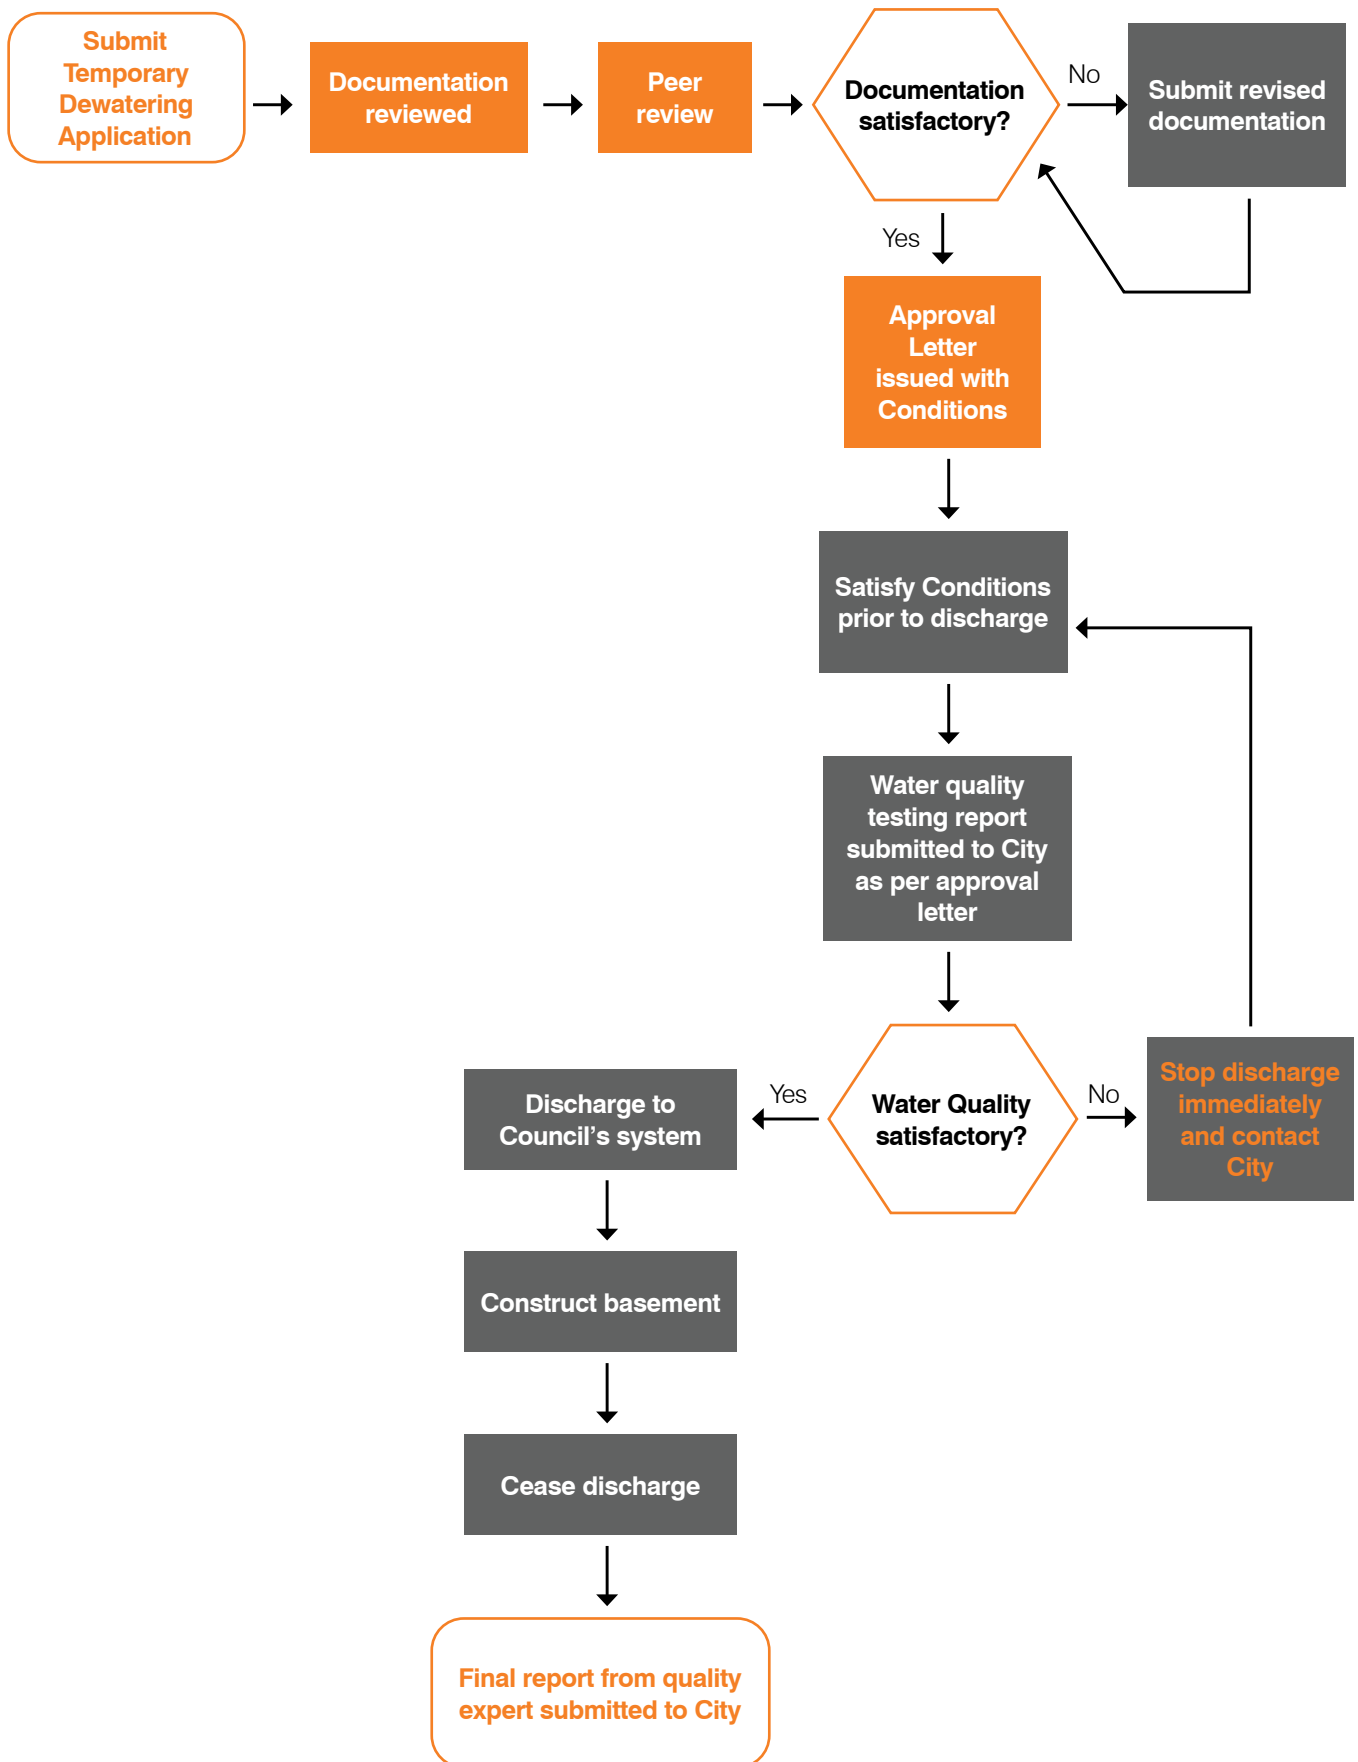 Submit
Temporary
Dewatering
Application
Documentation
reviewed
Peer
review
Documentation
satisfactory?
No
Submit revised
documentation
Yes
Approval
Letter
issued with
Conditions
Satisfy Conditions
prior to discharge
Water quality
testing report
submitted to City
as per approval
letter
Water Quality
satisfactory?
No
Stop discharge
immediately
and contact
City
Yes
Discharge to
Council’s system
Construct basement
Cease discharge
Final report from quality
expert submitted to City